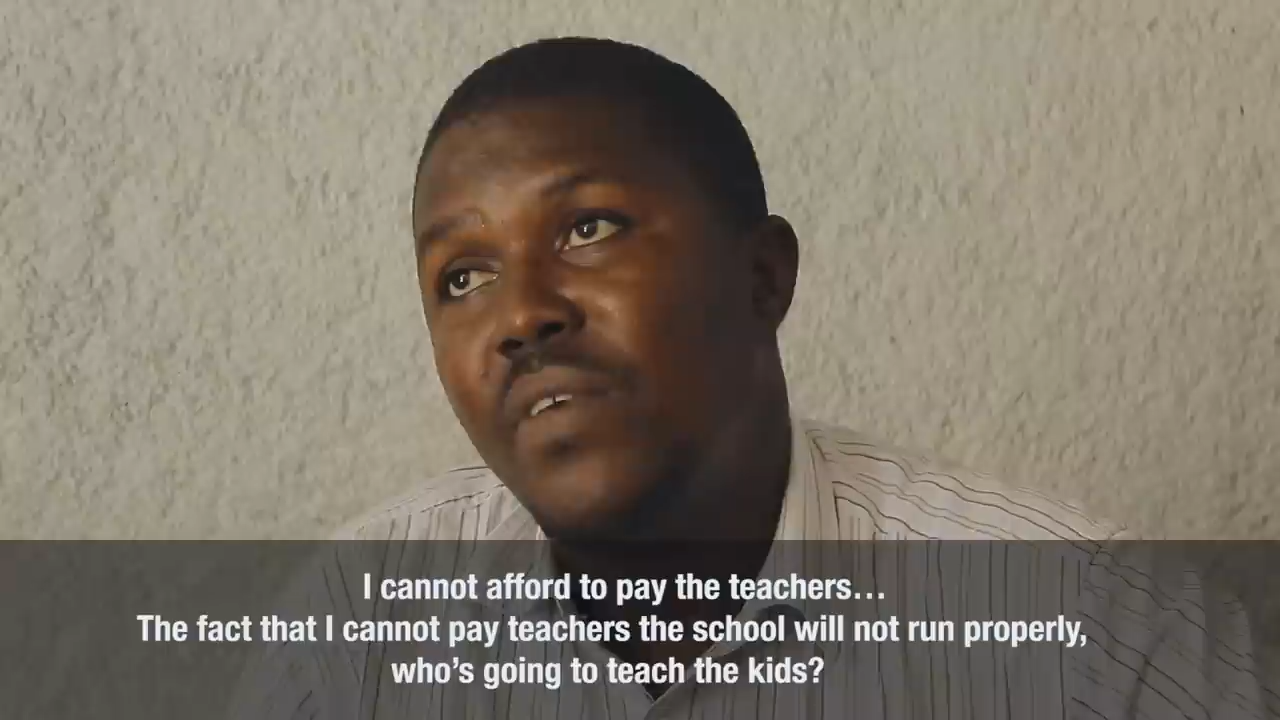 I cannot afford to pay the teachers…
The fact that I cannot pay teachers the school will not run properly,
who’s going to teach the kids?